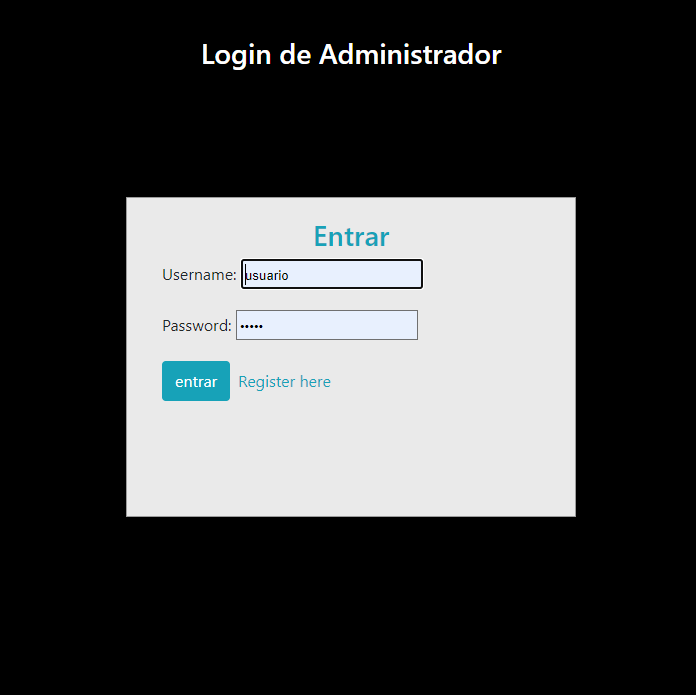 Login de Administrador
Entrar
Username: usuario
Password: •••••
entrar Register here